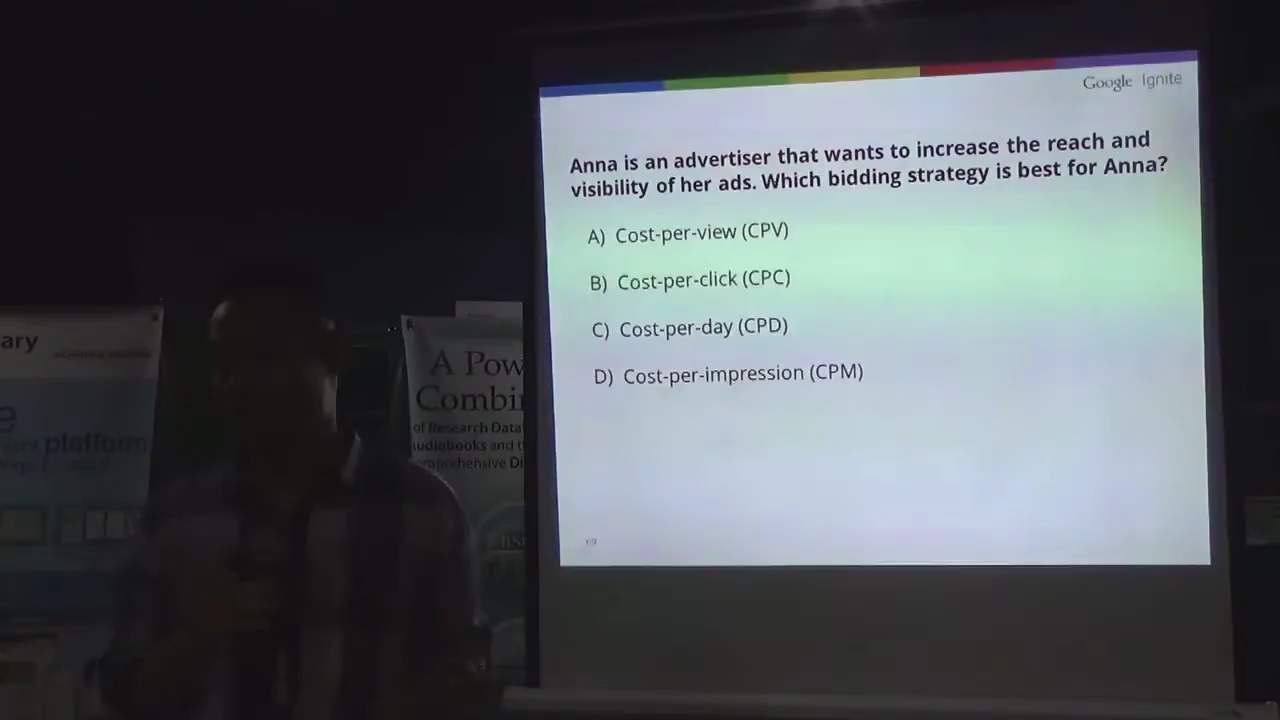 Google Ignite
Anna is an advertiser that wants to increase the reach and
visibility of her ads. Which bidding strategy is best for Anna?
A) Cost-per-view (CPV)
B) Cost-per-click (CPC)
C) Cost-per-day (CPD)
D) Cost-per-impression (CPM)
ary
platform
A Pow
Combi
of Research Data
udiobooks and t
mprehensive Di